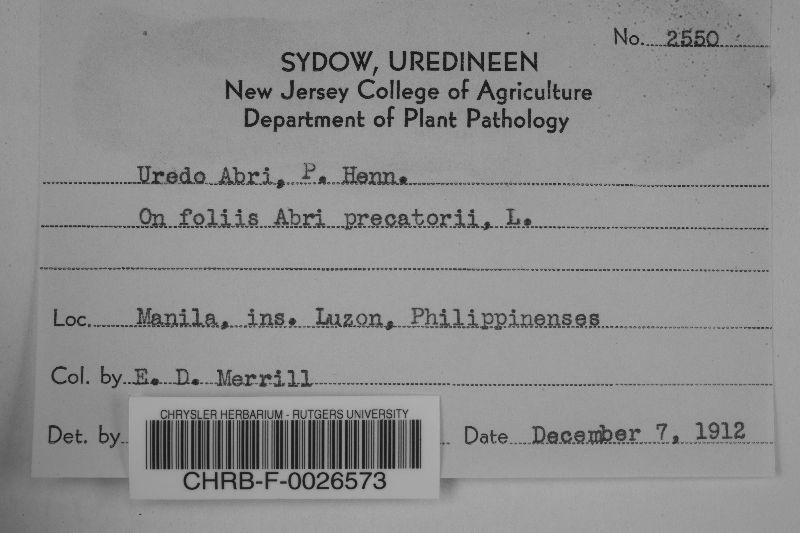 No. 2550
SYDOW, UREDINEEN
New Jersey College of Agriculture
Department of Plant Pathology
Uredo Abri, P. Henn.
On foliis Abri precatorii, L.
Loc. Manila, ins. Luzon, Philippinenses
Col. by E. D. Merrill
Det. by Date December 7, 1912
CHRYSLER HERBARIUM - RUTGERS UNIVERSITY
CHRB-F-0026573